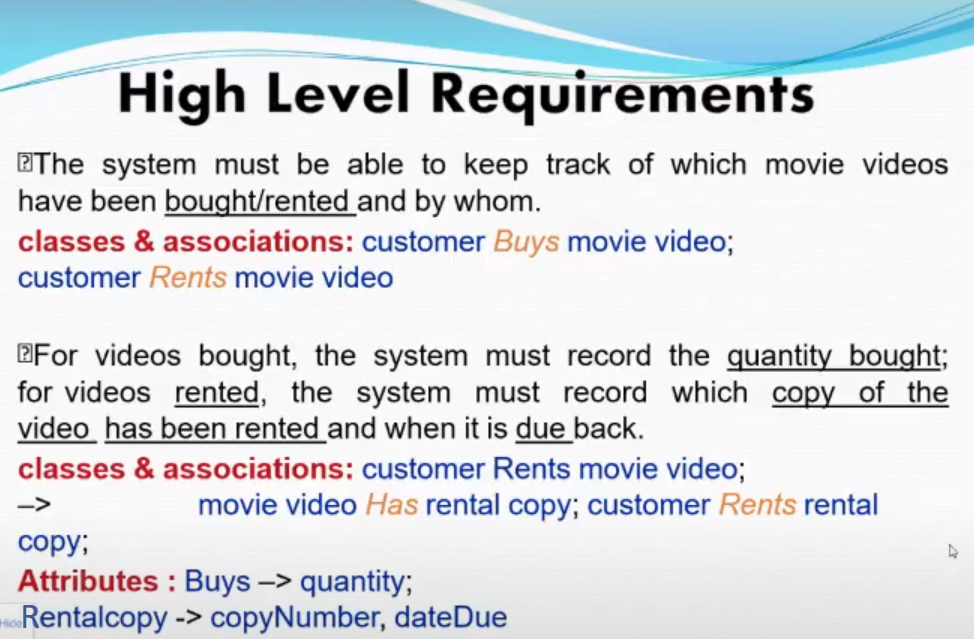 High Level Requirements
The system must be able to keep track of which movie videos
have been bought/rented and by whom.
classes & associations: customer Buys movie video;
customer Rents movie video
For videos bought, the system must record the quantity bought;
for videos rented, the system must record which copy of the
video has been rented and when it is due back.
classes & associations: customer Rents movie video;
–> movie video Has rental copy; customer Rents rental
copy;
Attributes : Buys –> quantity;
Hide Rentalcopy -> copyNumber, dateDue